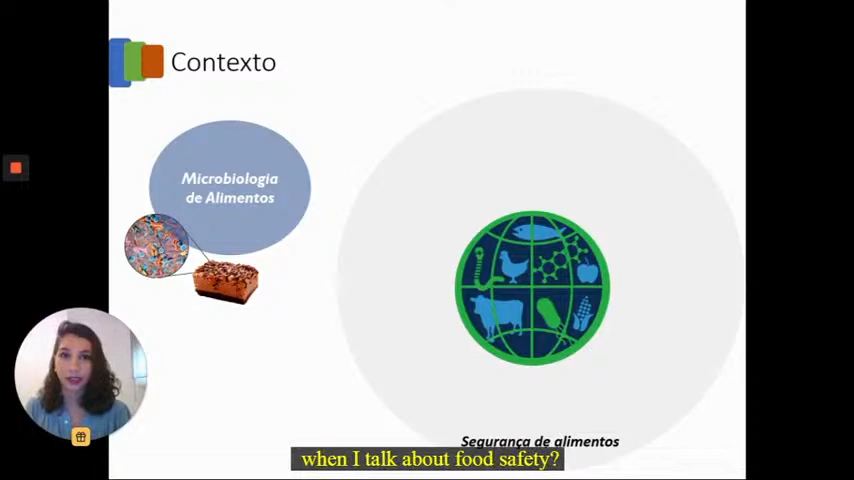 Contexto
Microbiologia
de Alimentos
Segurança de alimentos
when I talk about food safety?